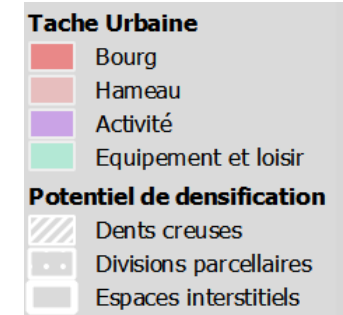 Tache Urbaine
Bourg
Hameau
Activité
Equipement et loisir
Potentiel de densification
Dents creuses
Divisions parcellaires
Espaces interstitiels